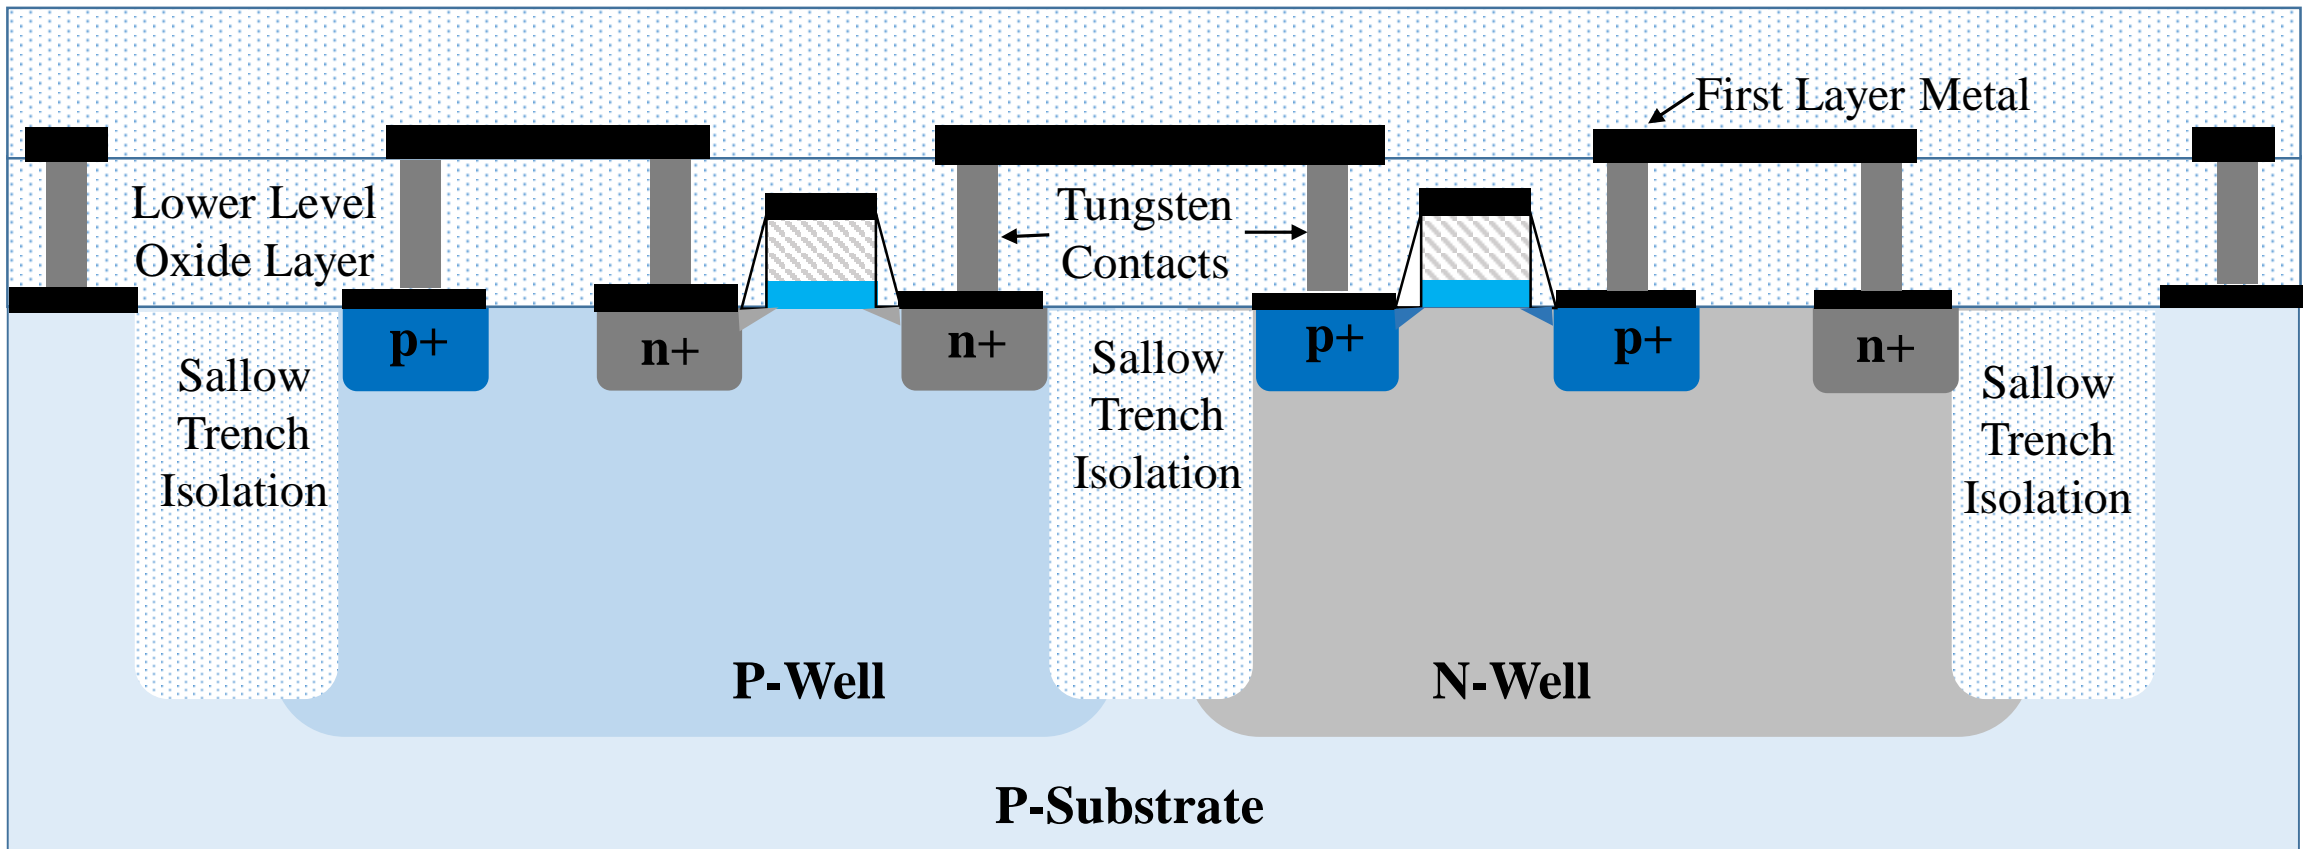 First Layer Metal
Lower Level
Oxide Layer
Tungsten
Contacts
p+
n+
n+
p+
p+
n+
Sallow
Trench
Isolation
Sallow
Trench
Isolation
Sallow
Trench
Isolation
P-Well
N-Well
P-Substrate